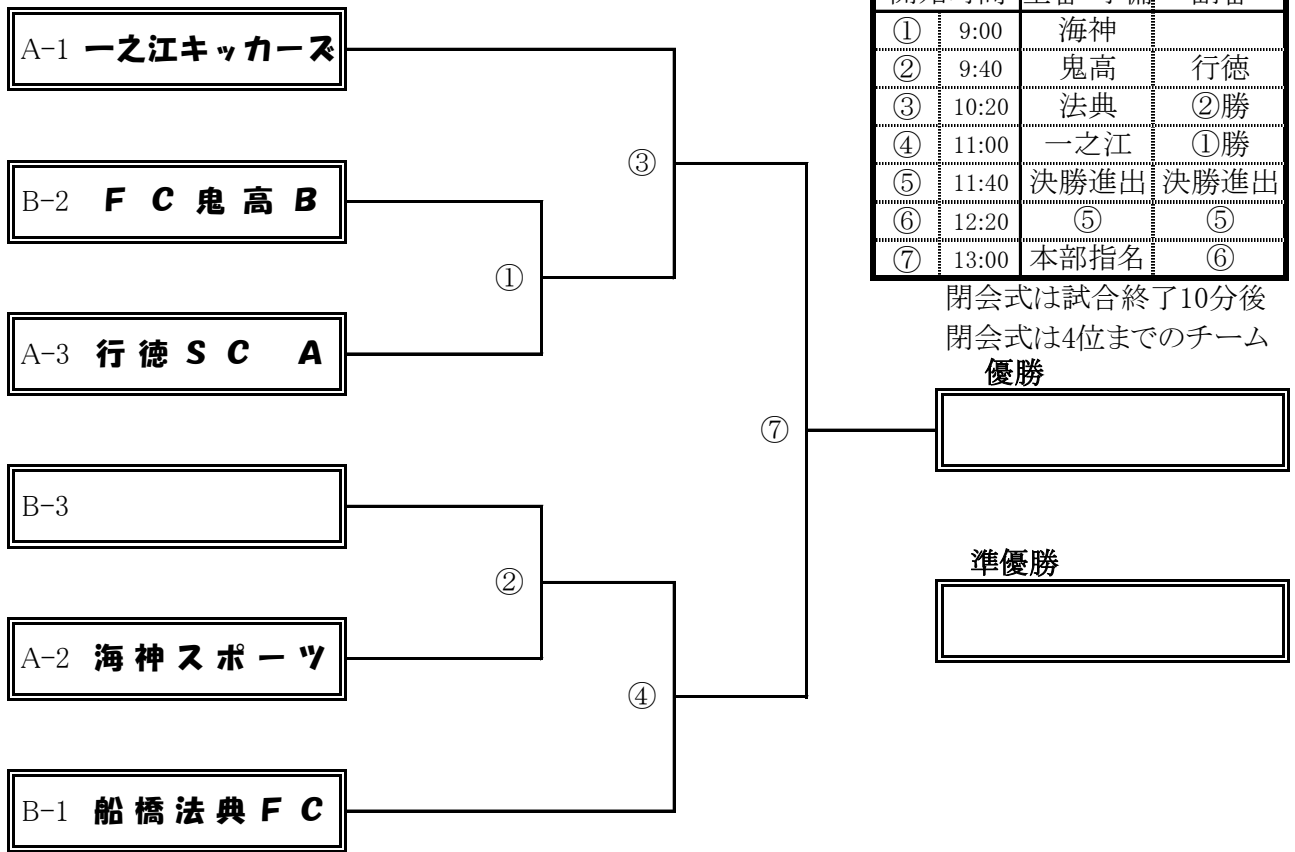 A-1 一之江キッカーズ
B-2 ＦＣ鬼高B
A-3 行徳ＳＣ A
B-3
A-2 海神スポーツ
B-1 船橋法典ＦＣ
③
①
⑦
②
④
① 9:00 海神
② 9:40 鬼高 行徳
③ 10:20 法典 ②勝
④ 11:00 一之江 ①勝
⑤ 11:40 決勝進出 決勝進出
⑥ 12:20 ⑤ ⑤
⑦ 13:00 本部指名 ⑥
閉会式は試合終了10分後
閉会式は4位までのチーム
優勝
準優勝